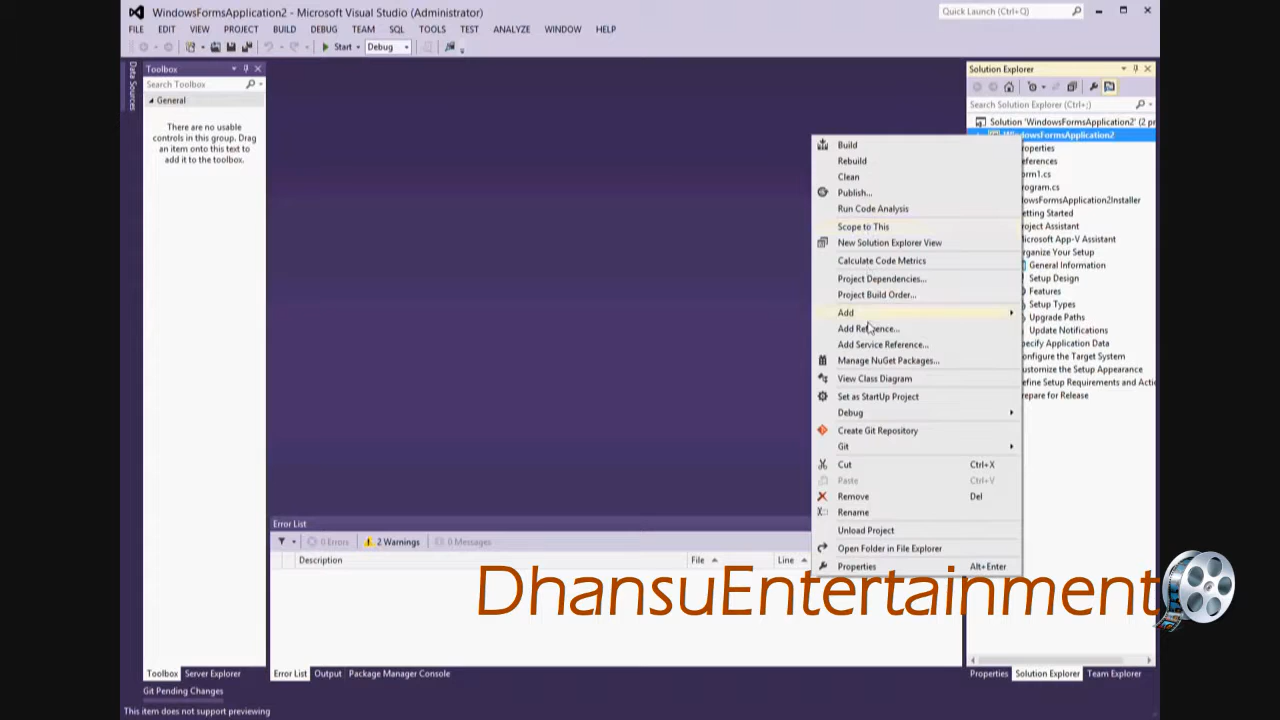 WindowsFormsApplication2 - Microsoft Visual Studio (Administrator)
Quick Launch (Ctrl+Q)
FILE EDIT VIEW PROJECT BUILD DEBUG TEAM SQL TOOLS TEST ANALYZE WINDOW HELP
Start Debug
Data Sources
Toolbox
Search Toolbox
General
There are no usable
controls in this group. Drag
an item onto this text to
add it to the toolbox.
Build
Rebuild
Clean
Publish...
Run Code Analysis
Scope to This
New Solution Explorer View
Calculate Code Metrics
Project Dependencies...
Project Build Order...
Add
Add Reference...
Add Service Reference...
Manage NuGet Packages...
View Class Diagram
Set as StartUp Project
Debug
Create Git Repository
Git
Cut Ctrl+X
Paste Ctrl+V
Remove Del
Rename
Unload Project
Open Folder in File Explorer
Properties Alt+Enter
Solution Explorer
Search Solution Explorer (Ctrl+;)
Solution 'WindowsFormsApplication2' (2 pr
WindowsFormsApplication2
operties
eferences
orm1.cs
rogram.cs
dowsFormsApplication2Installer
etting Started
roject Assistant
icrosoft App-V Assistant
rganize Your Setup
General Information
Setup Design
Features
Setup Types
Upgrade Paths
Update Notifications
pecify Application Data
onfigure the Target System
ustomize the Setup Appearance
efine Setup Requirements and Actio
repare for Release
Error List
0 Errors 2 Warnings 0 Messages
Description File Line
DhansuEntertainment
Toolbox Server Explorer
Error List Output Package Manager Console
Properties Solution Explorer Team Explorer
Git Pending Changes
This item does not support previewing